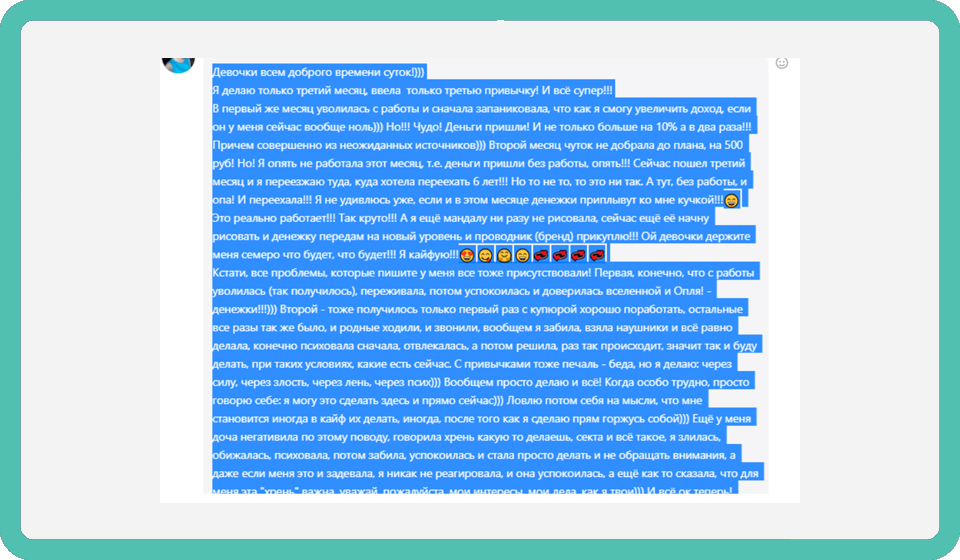 Девочки всем доброго времени суток!)))
Я делаю только третий месяц, ввела  только третью привычку! И всё супер!!!
В первый же месяц уволилась с работы и сначала запаниковала, что как я смогу увеличить доход, если
он у меня сейчас вообще ноль))) Но!!! Чудо! Деньги пришли! И не только больше на 10% а в два раза!!!
Причем совершенно из неожиданных источников))) Второй месяц чуток не добрала до плана, на 500
руб! Но! Я опять не работала этот месяц, т.е. деньги пришли без работы, опять!!! Сейчас пошел третий
месяц и я переезжаю туда, куда хотела переехать 6 лет!!! Но то не то, то это ни так. А тут, без работы, и
опа! И переехала!!! Я не удивлюсь уже, если и в этом месяце денежки приплывут ко мне кучкой!!!😄
Это реально работает!!! Так круто!!! А я ещё мандалу ни разу не рисовала, сейчас ещё её начну
рисовать и денежку передам на новый уровень и проводник (бренд) прикуплю!!! Ой девочки держите
меня семеро что будет, что будет!!! Я кайфую!!!😍😋🤗😄💋💋💋💋
Кстати, все проблемы, которые пишите у меня все тоже присутствовали! Первая, конечно, что с работы
уволилась (так получилось), переживала, потом успокоилась и доверилась вселенной и Опля! -
денежки!!!))) Второй - тоже получилось только первый раз с купюрой хорошо поработать, остальные
все разы так же было, и родные ходили, и звонили, вообщем я забила, взяла наушники и всё равно
делала, конечно психовала сначала, отвлекалась, а потом решила, раз так происходит, значит так и буду
делать, при таких условиях, какие есть сейчас. С привычками тоже печаль - беда, но я делаю: через
силу, через злость, через лень, через псих))) Вообщем просто делаю и всё! Когда особо трудно, просто
говорю себе: я могу это сделать здесь и прямо сейчас))) Ловлю потом себя на мысли, что мне
становится иногда в кайф их делать, иногда, после того как я сделаю прям горжусь собой))) Ещё у меня
доча негативила по этому поводу, говорила хрень какую то делаешь, секта и всё такое, я злилась,
обижалась, психовала, потом забила, успокоилась и стала просто делать и не обращать внимания, а
даже если меня это и задевала, я никак не реагировала, и она успокоилась, а ещё как то сказала, что для
меня эта "хрень" важна, уважай, пожалуйста, мои интересы, мои дела, как я твои))) И всё ок теперь!